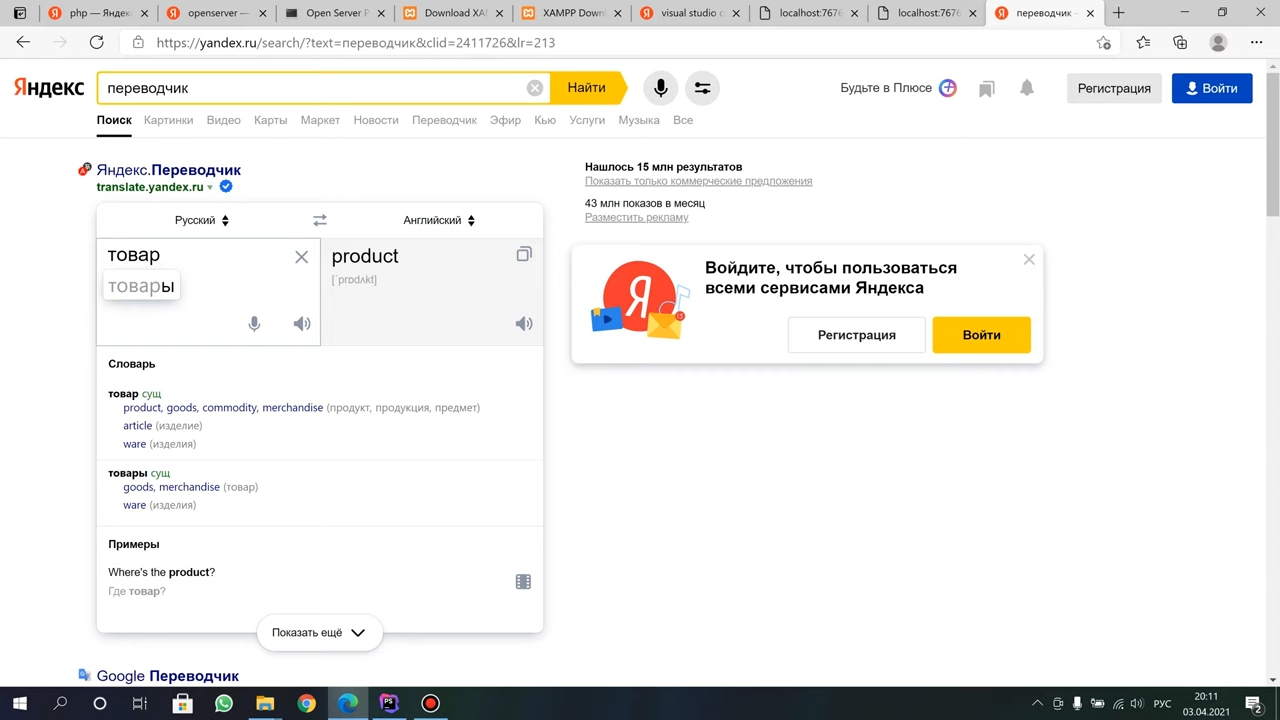 php — Яндекс
openserver —
Open Server P
Download XA
XAMPP Down
visual studio c
localhost:7676
localhost:7676
переводчик –
https://yandex.ru/search/?text=переводчик&clid=2411726&lr=213
Яндекс
переводчик
Найти
Будьте в Плюсе
Регистрация
Войти
Поиск Картинки Видео Карты Маркет Новости Переводчик Эфир Кью Услуги Музыка Все
Яндекс.Переводчик
translate.yandex.ru
Нашлось 15 млн результатов
Показать только коммерческие предложения
43 млн показов в месяц
Разместить рекламу
Русский
Английский
товар
товары
product
[ˈprɒdʌkt]
Войдите, чтобы пользоваться
всеми сервисами Яндекса
Регистрация
Войти
Словарь
товар сущ
product, goods, commodity, merchandise (продукт, продукция, предмет)
article (изделие)
ware (изделия)
товары сущ
goods, merchandise (товар)
ware (изделия)
Примеры
Where's the product?
Где товар?
Показать ещё
Google Переводчик
РУС
20:11
03.04.2021
2